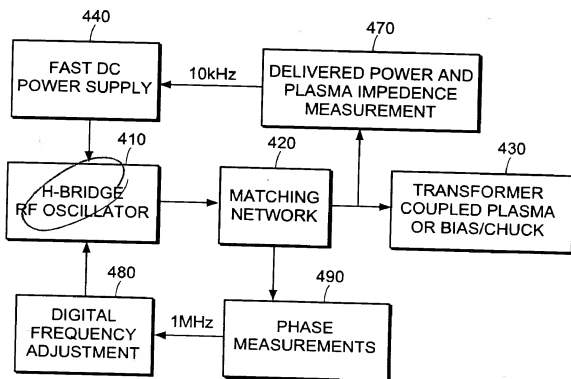 440
FAST DC
POWER SUPPLY
10kHz
470
DELIVERED POWER AND
PLASMA IMPEDENCE
MEASUREMENT
410
H-BRIDGE
RF OSCILLATOR
420
MATCHING
NETWORK
430
TRANSFORMER
COUPLED PLASMA
OR BIAS/CHUCK
480
DIGITAL
FREQUENCY
ADJUSTMENT
1MHz
490
PHASE
MEASUREMENTS